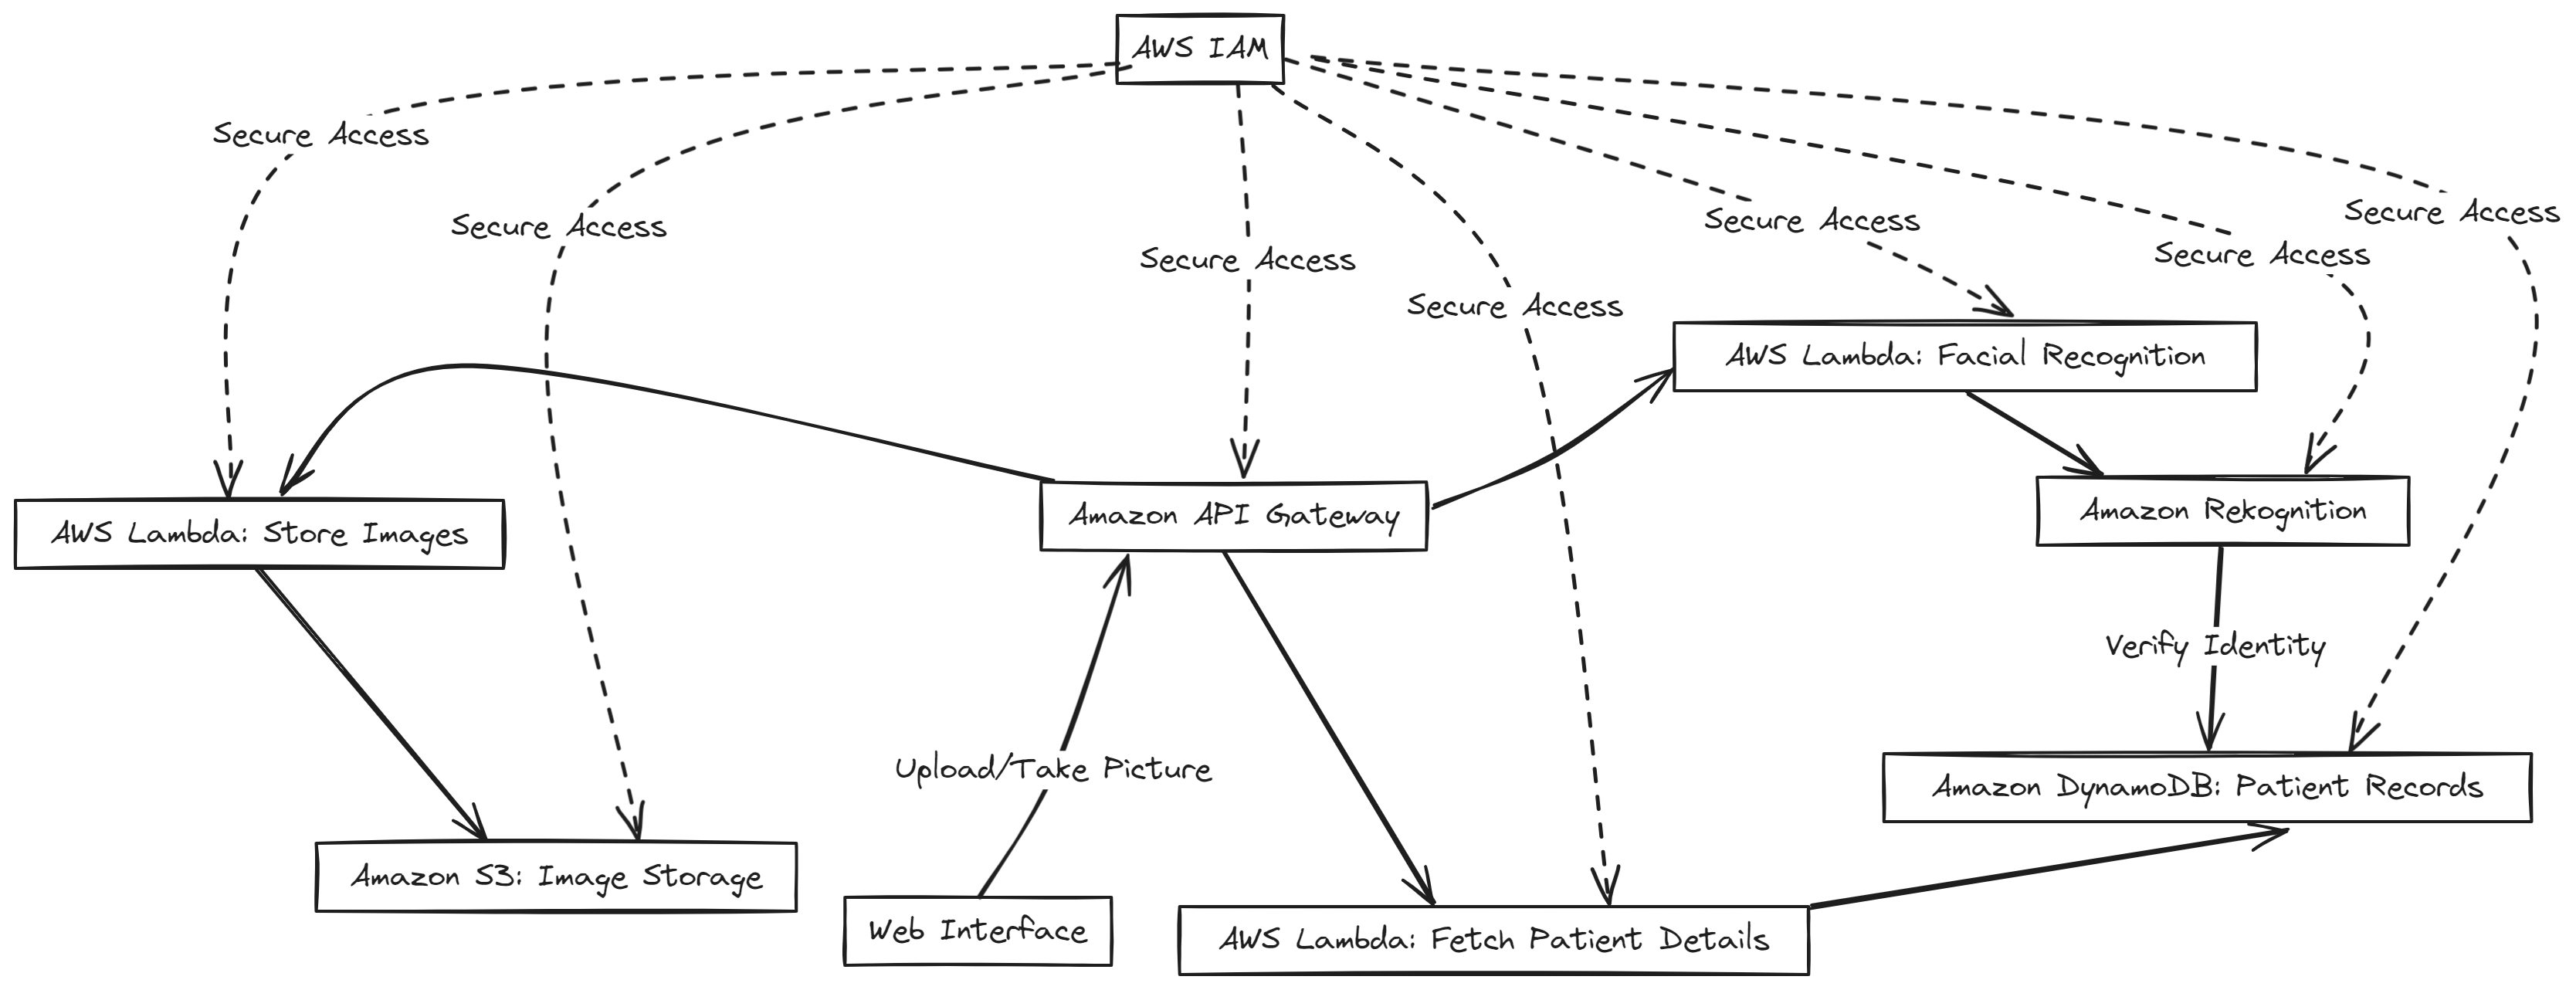 AWS IAM
Secure Access
Secure Access
Secure Access
Secure Access
Secure Access
Secure Access
Secure Access
AWS Lambda: Facial Recognition
AWS Lambda: Store Images
Amazon API Gateway
Amazon Rekognition
Verify Identity
Upload/Take Picture
Amazon DynamoDB: Patient Records
Amazon S3: Image Storage
Web Interface
AWS Lambda: Fetch Patient Details